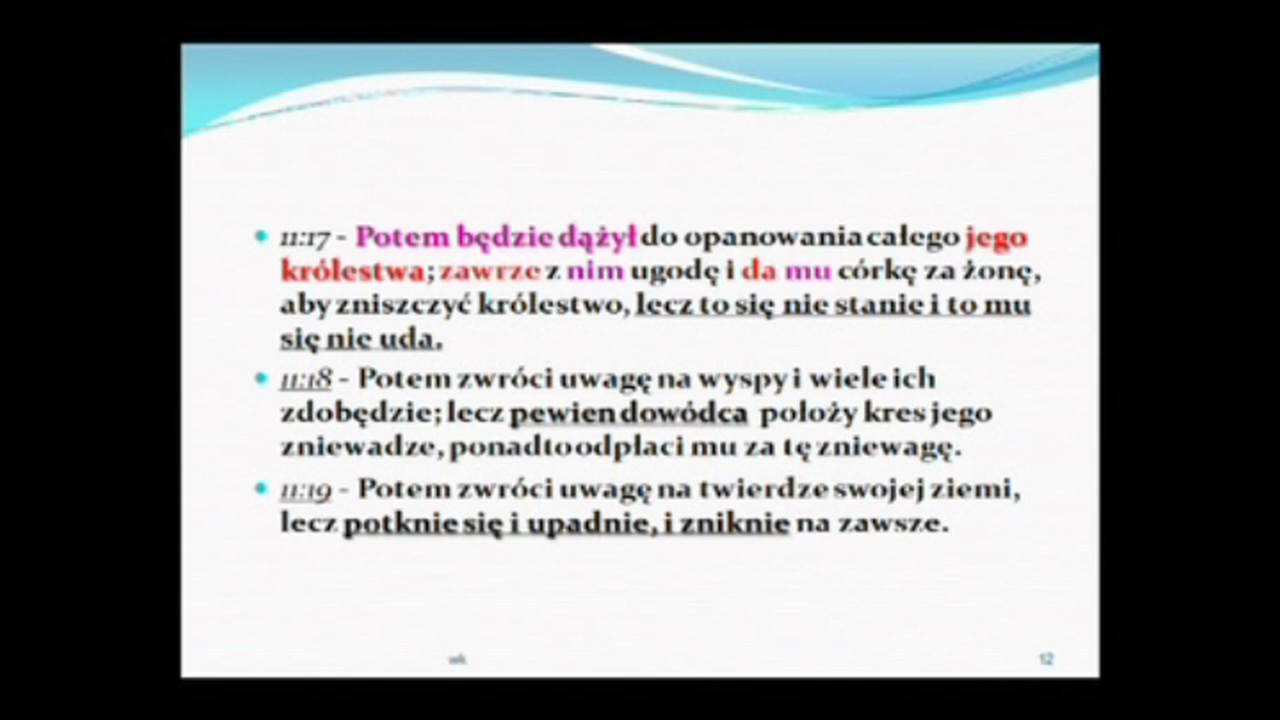 • 11:17 - Potem będzie dążył do opanowania całego jego
królestwa; zawrze z nim ugodę i da mu córkę za żonę,
aby zniszczyć królestwo, lecz to się nie stanie i to mu
się nie uda.
• 11:18 - Potem zwróci uwagę na wyspy i wiele ich
zdobędzie; lecz pewien dowódca położy kres jego
zniewadze, ponadto odpłaci mu za tę zniewagę.
• 11:19 - Potem zwróci uwagę na twierdze swojej ziemi,
lecz potknie się i upadnie, i zniknie na zawsze.
wk 12